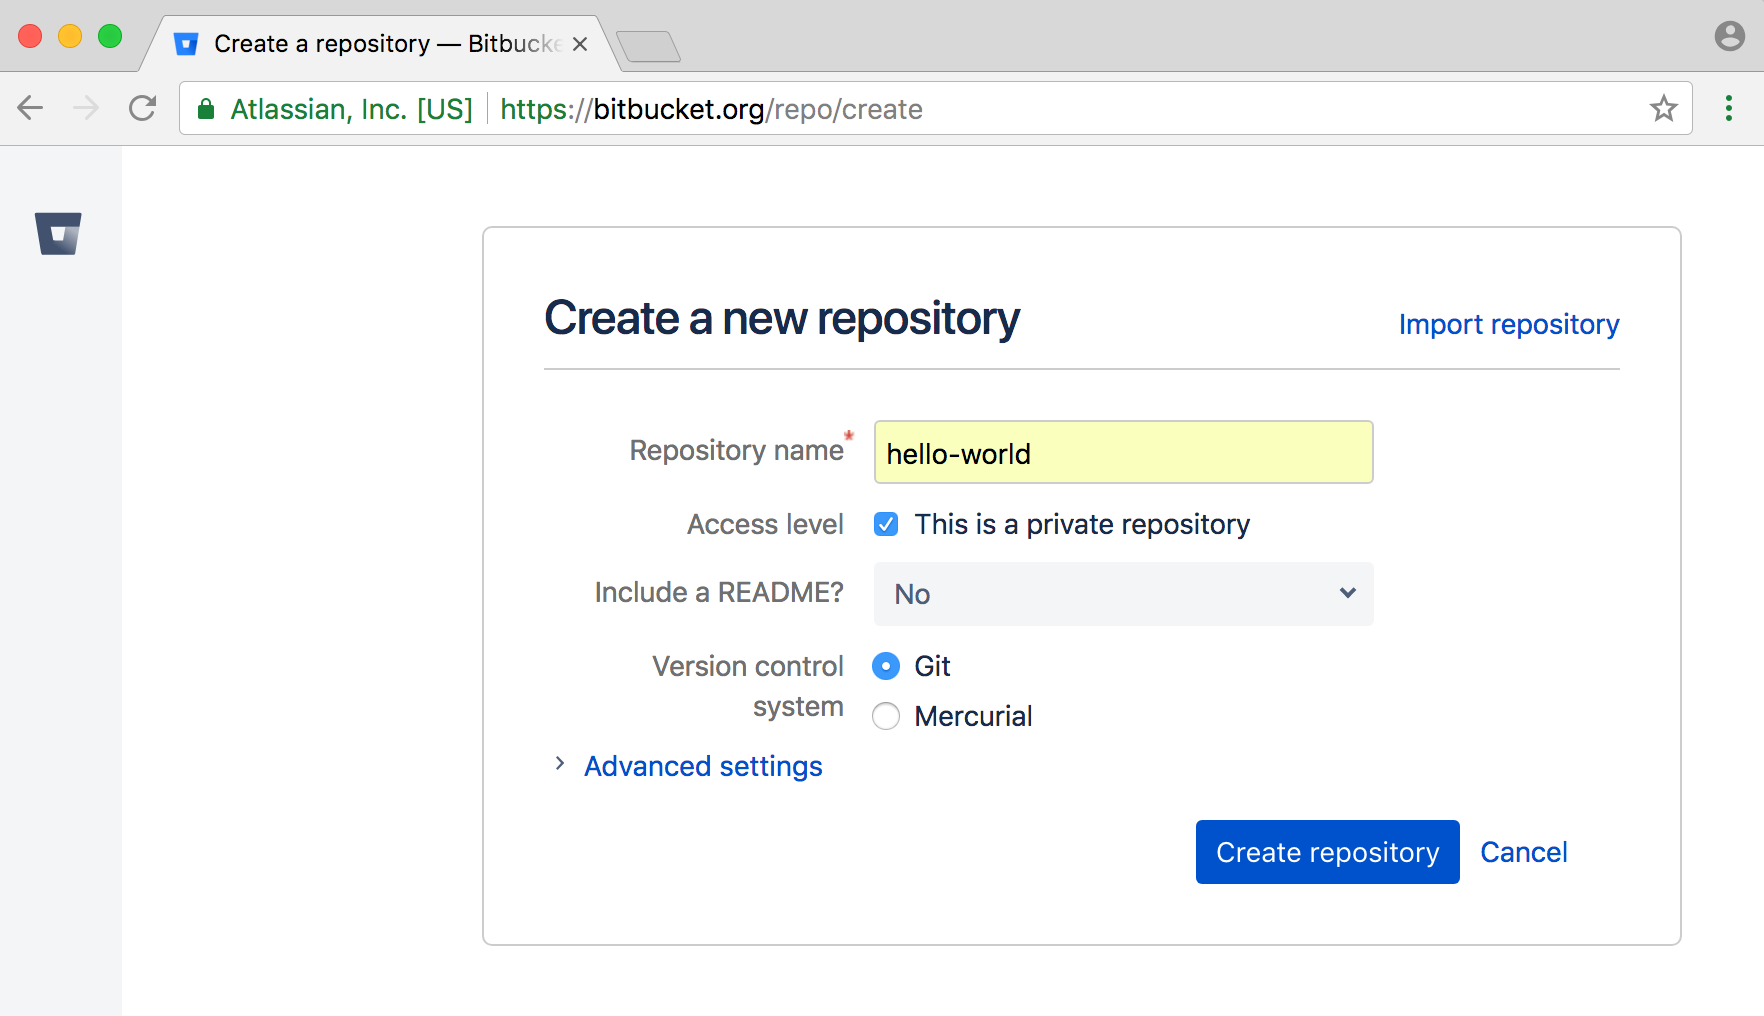 Create a repository — Bitbucke
Atlassian, Inc. [US] https://bitbucket.org/repo/create
Create a new repository
Import repository
Repository name*
hello-world
Access level
This is a private repository
Include a README?
No
Version control
system
Git
Mercurial
Advanced settings
Create repository
Cancel